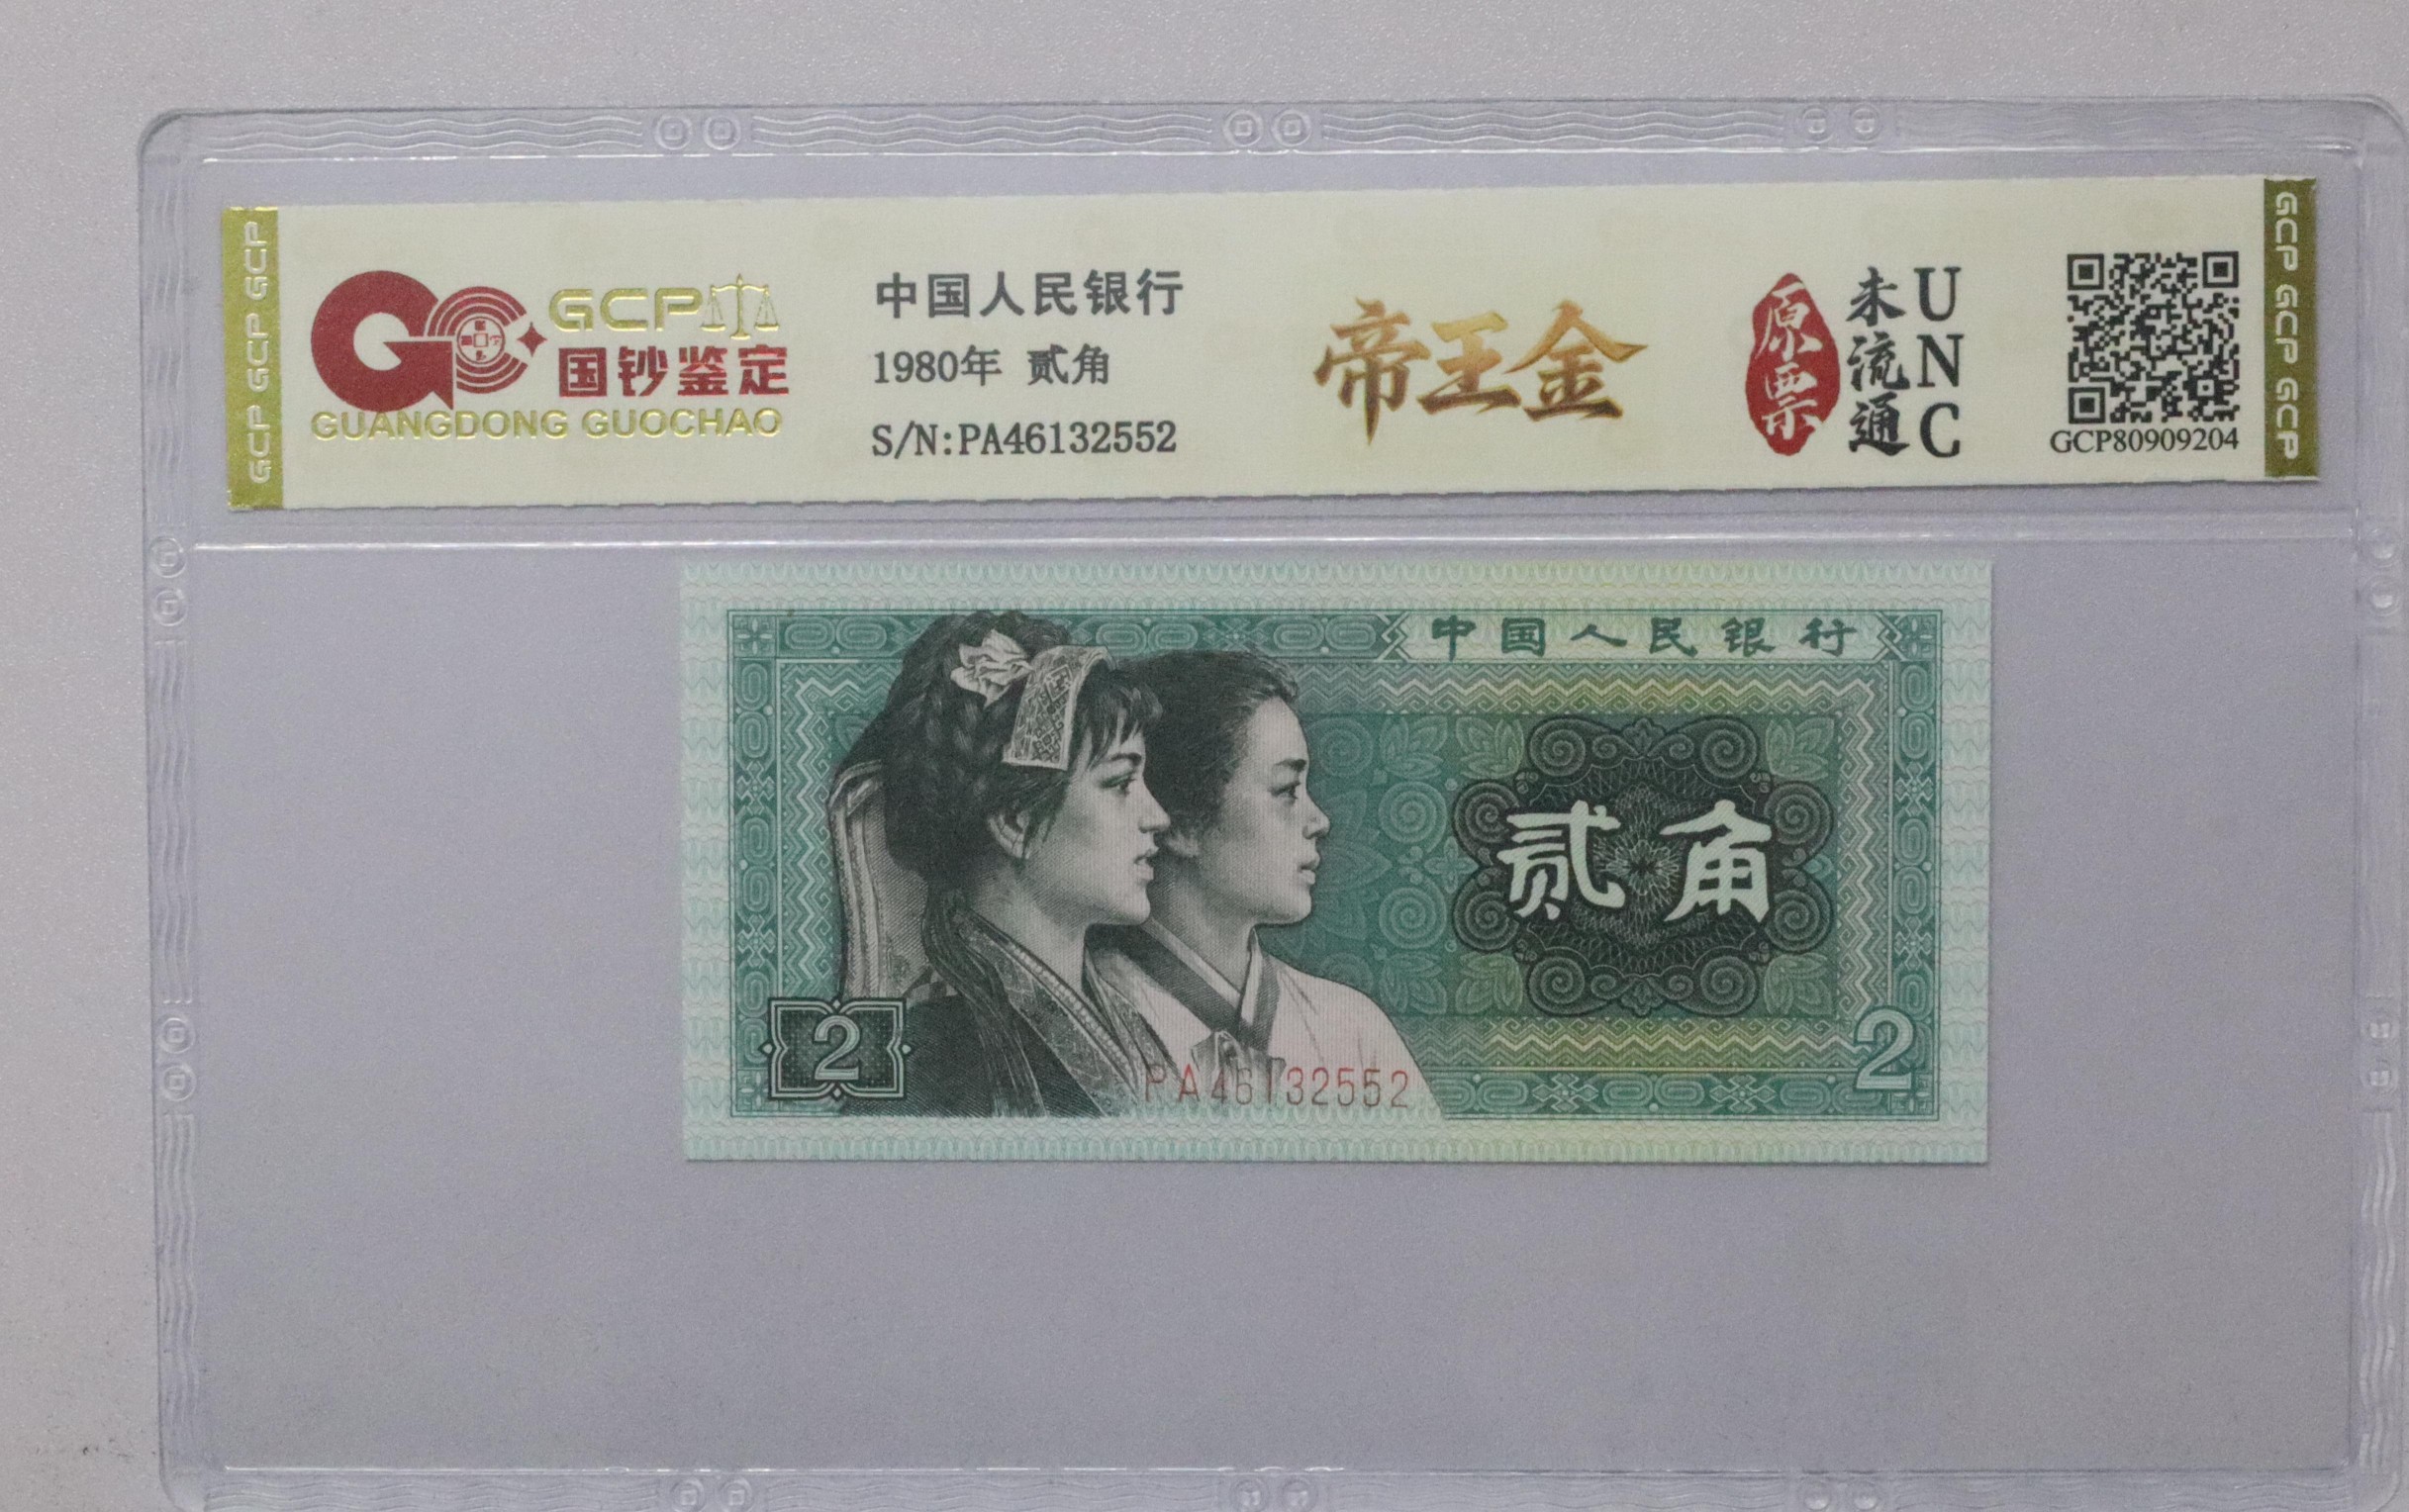 GCP GCP GCP
GCP
国钞鉴定
GUANGDONG GUOCHAO
中国人民银行
1980年 贰角
S/N:PA46132552
帝王金
原票
未流通
UNC
GCP80909204
GCP GCP GCP
中国人民银行
贰角
2
PA46132552
2